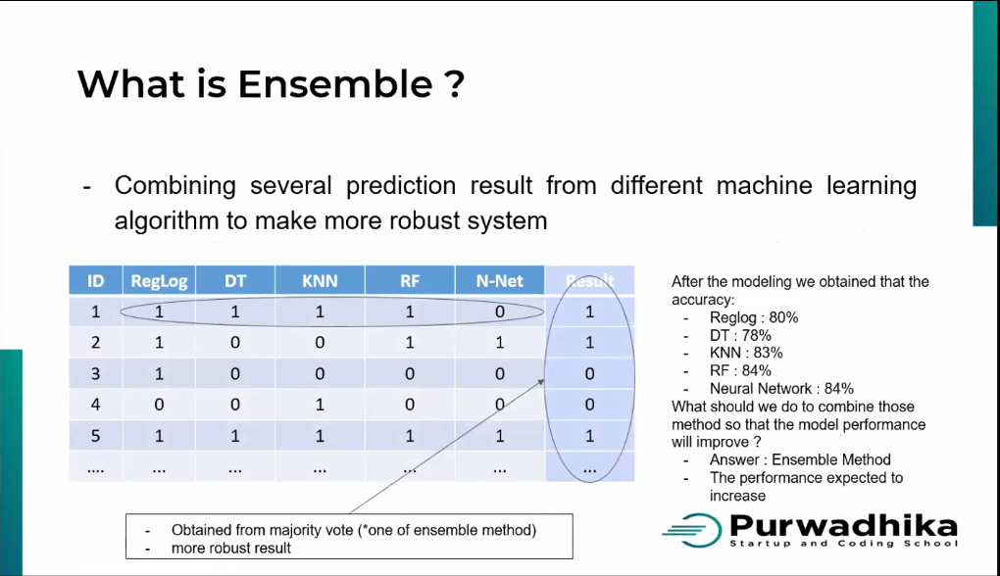 What is Ensemble ?
- Combining several prediction result from different machine learning
algorithm to make more robust system
ID RegLog DT KNN RF N-Net Result
1 1 1 1 1 0 1
2 1 0 0 1 1 1
3 1 0 0 0 0 0
4 0 0 1 0 0 0
5 1 1 1 1 1 1
.... ... ... ... ... ... ...
- Obtained from majority vote (*one of ensemble method)
- more robust result
After the modeling we obtained that the
accuracy:
- Reglog : 80%
- DT : 78%
- KNN : 83%
- RF : 84%
- Neural Network : 84%
What should we do to combine those
method so that the model performance
will improve ?
- Answer : Ensemble Method
- The performance expected to
increase
Purwadhika
Startup and Coding School